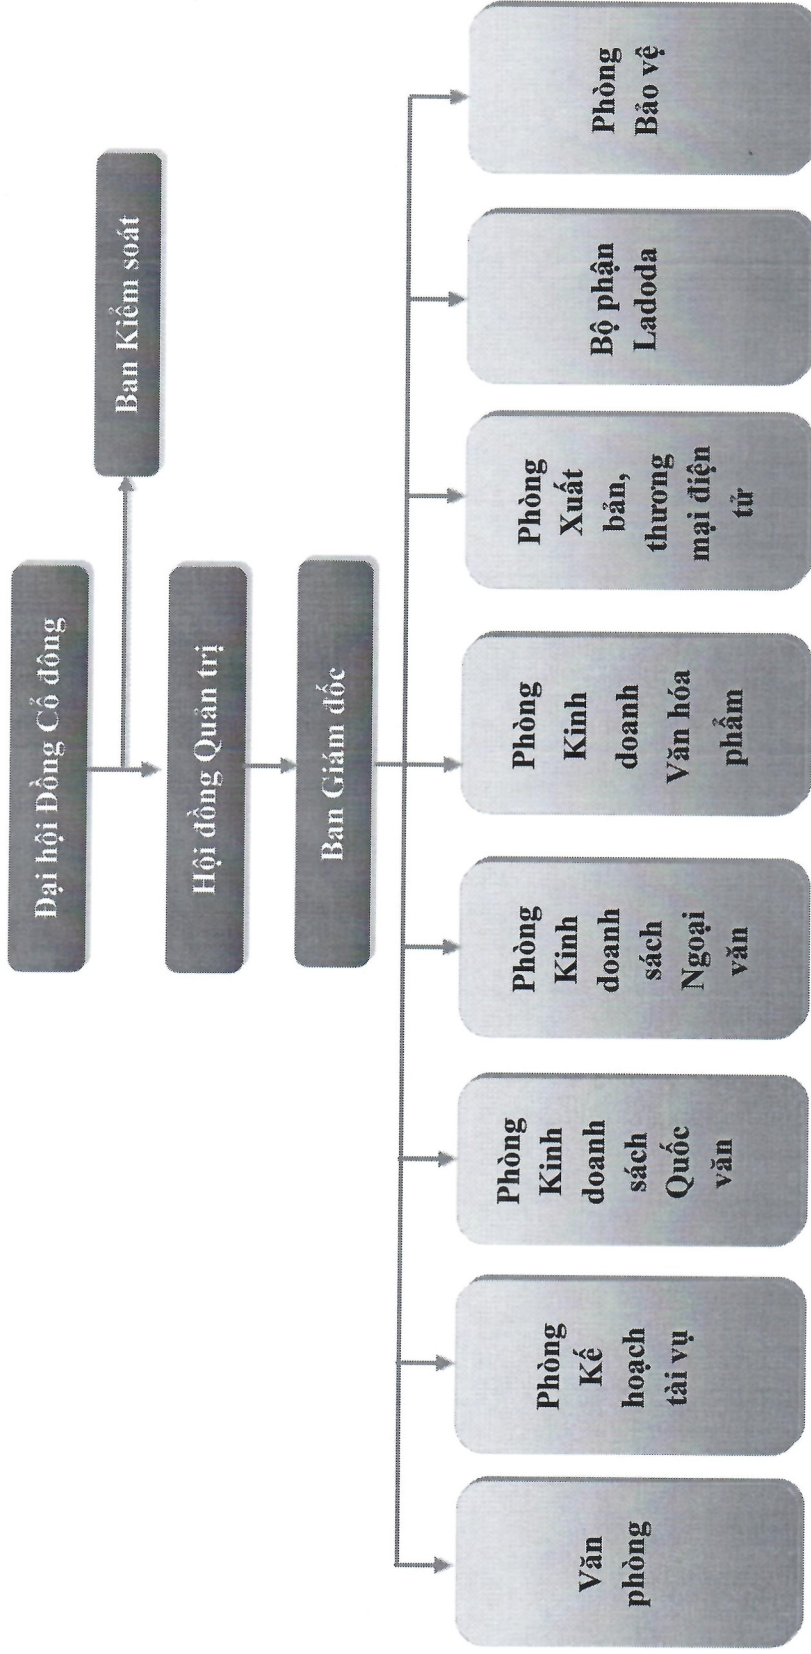 Đại hội Đồng Cổ đông
Ban Kiểm soát
Hội đồng Quản trị
Ban Giám đốc
Văn
phòng
Phòng
Kế
hoạch
tài vụ
Phòng
Kinh
doanh
sách
Quốc
văn
Phòng
Kinh
doanh
sách
Ngoại
văn
Phòng
Kinh
doanh
Văn hóa
phẩm
Phòng
Xuất
bản,
thương
mại điện
tử
Bộ phận
Ladoda
Phòng
Bảo vệ